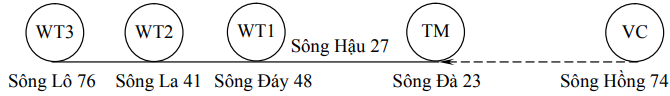 WT3 WT2 WT1 TM VC
Sông Hậu 27
Sông Lô 76 Sông La 41 Sông Đáy 48 Sông Đà 23 Sông Hồng 74